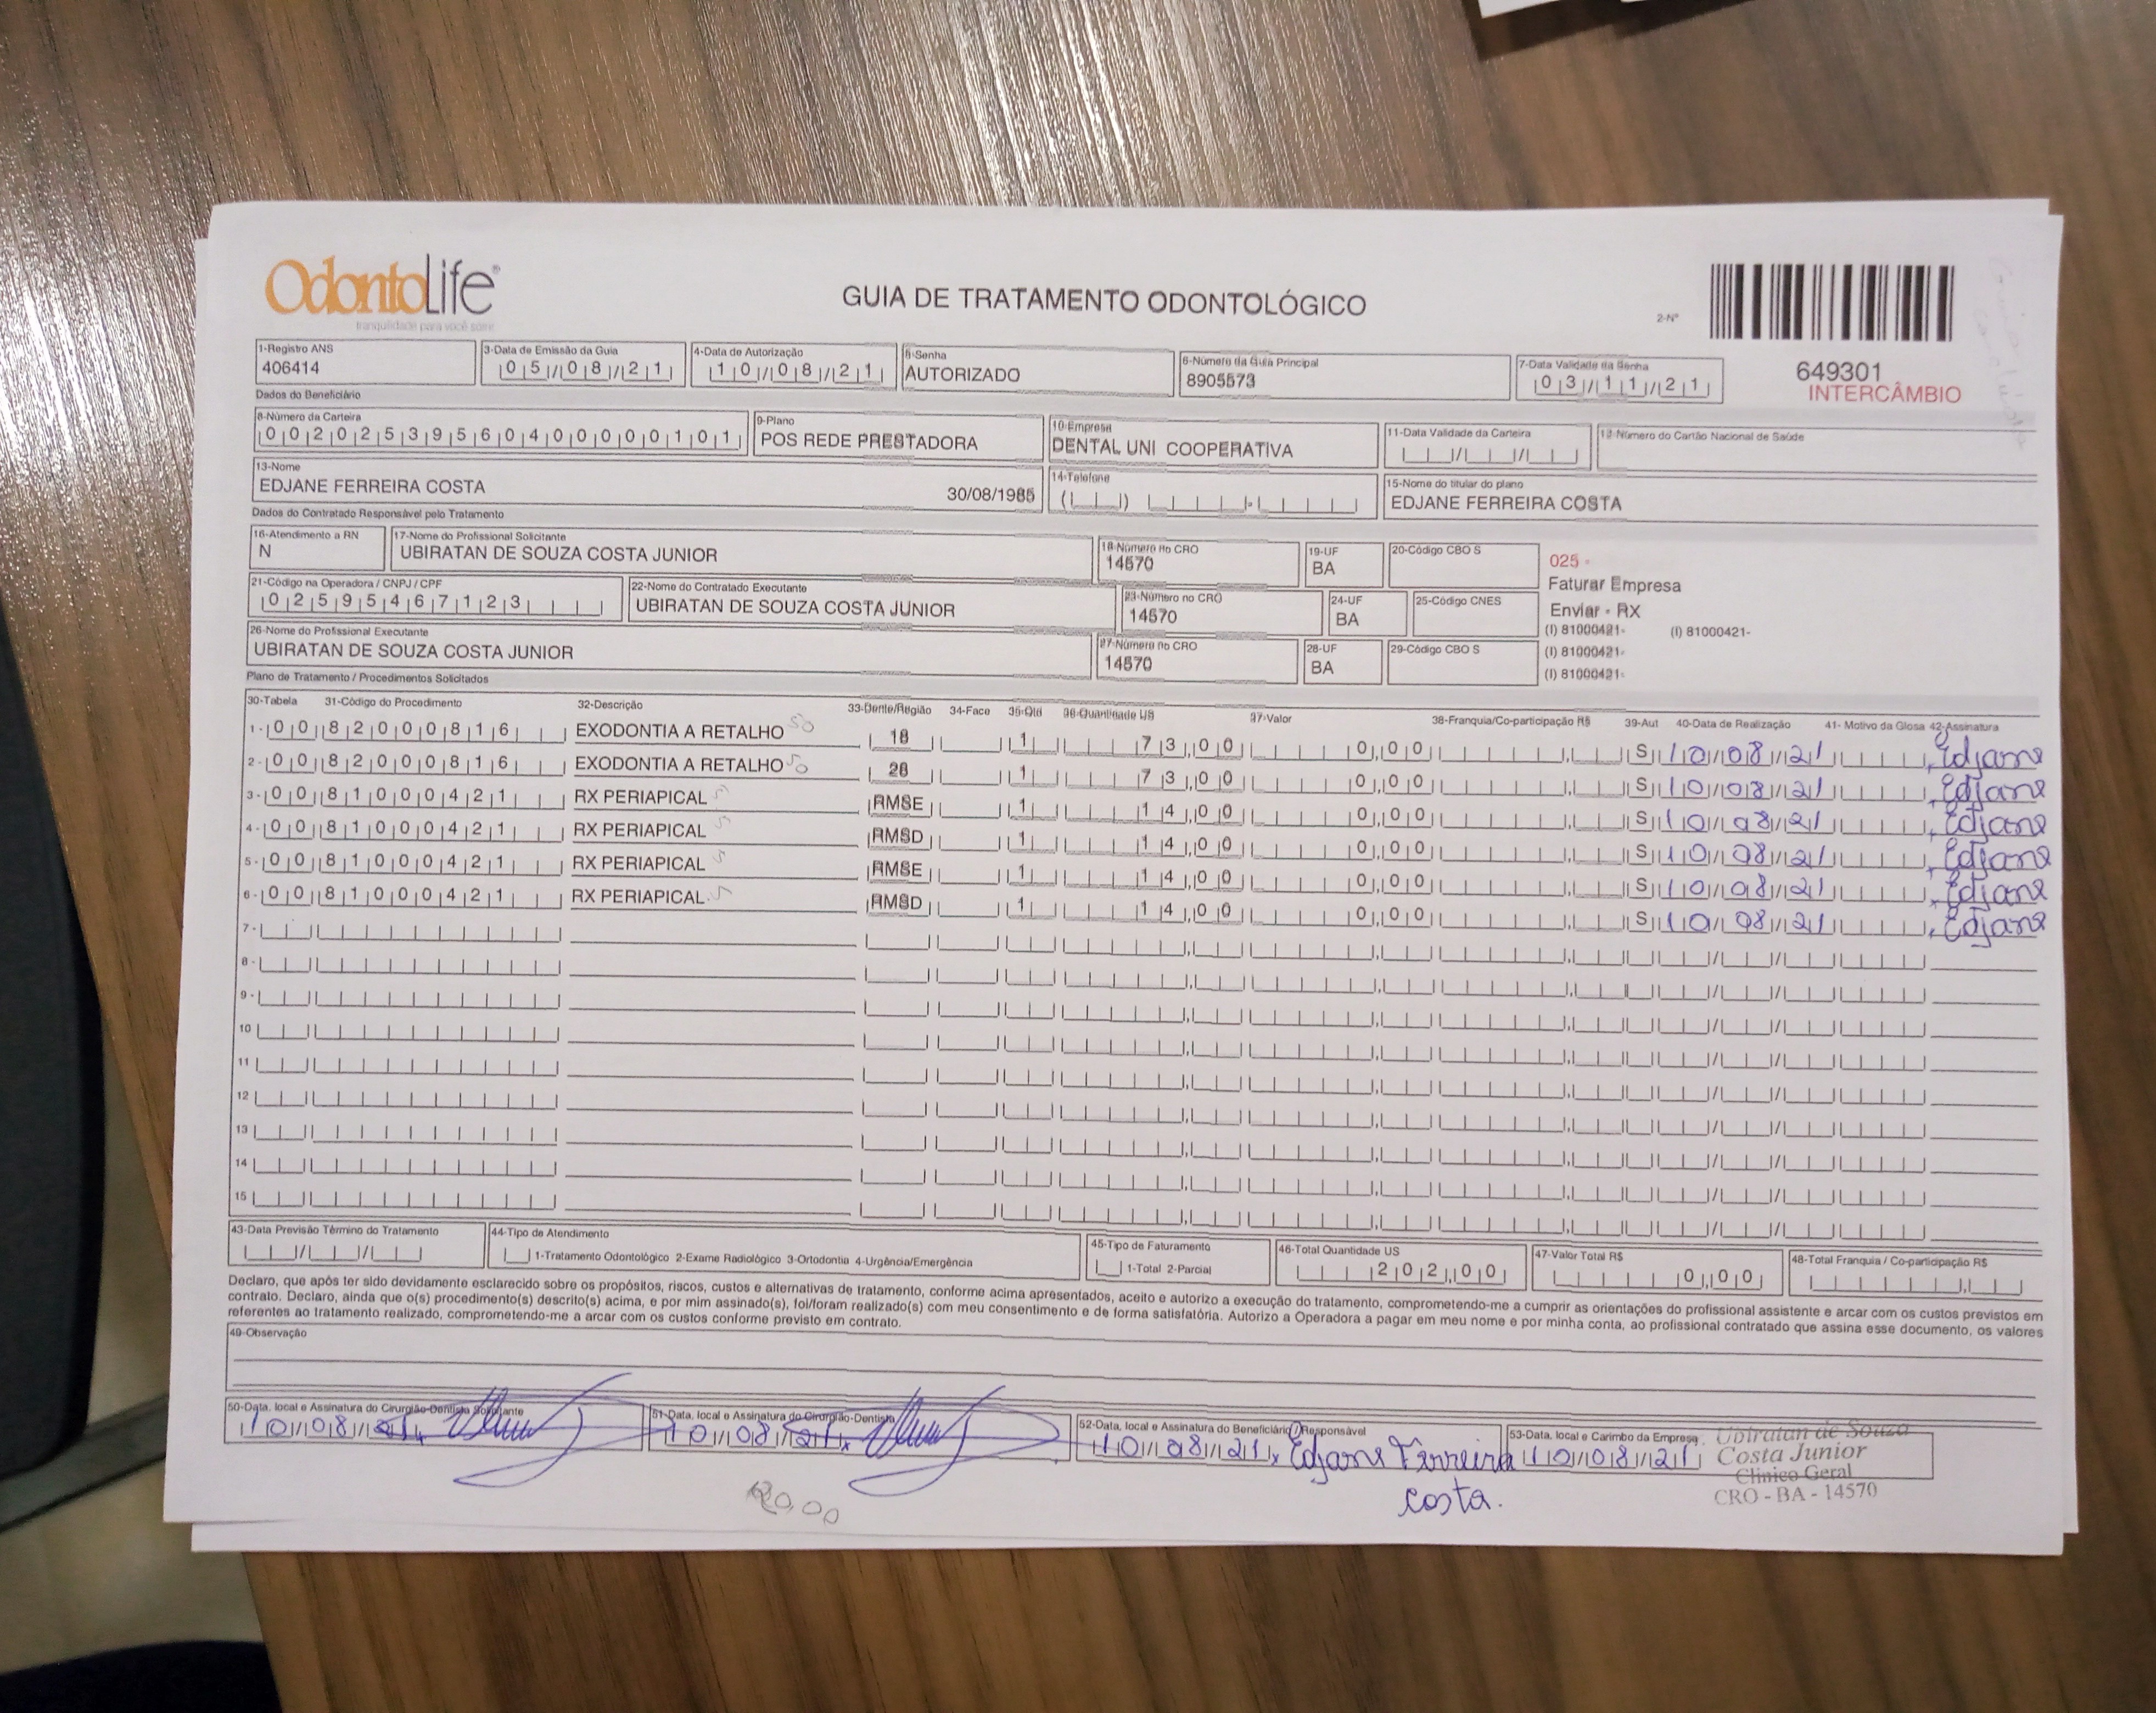 OdontoLife®
tranquilidade para você sorrir
GUIA DE TRATAMENTO ODONTOLÓGICO
2-Nº
649301
INTERCÂMBIO
1-Registro ANS
406414
3-Data de Emissão da Guia
05/08/21
4-Data de Autorização
10/08/21
5-Senha
AUTORIZADO
6-Número da Guia Principal
8905573
7-Data Validade da Senha
03/11/21
Dados do Beneficiário
8-Número da Carteira
00202539560400000101
9-Plano
POS REDE PRESTADORA
10-Empresa
DENTAL UNI COOPERATIVA
11-Data Validade da Carteira
12-Número do Cartão Nacional de Saúde
13-Nome
EDJANE FERREIRA COSTA 30/08/1985
14-Telefone
15-Nome do titular do plano
EDJANE FERREIRA COSTA
Dados do Contratado Responsável pelo Tratamento
16-Atendimento a RN
N
17-Nome do Profissional Solicitante
UBIRATAN DE SOUZA COSTA JUNIOR
18-Número no CRO
14570
19-UF
BA
20-Código CBO S
025 -
Faturar Empresa
Enviar - RX
(I) 81000421- (I) 81000421-
(I) 81000421-
(I) 81000421-
21-Código na Operadora / CNPJ / CPF
02595467123
22-Nome do Contratado Executante
UBIRATAN DE SOUZA COSTA JUNIOR
23-Número no CRO
14570
24-UF
BA
25-Código CNES
26-Nome do Profissional Executante
UBIRATAN DE SOUZA COSTA JUNIOR
27-Número no CRO
14570
28-UF
BA
29-Código CBO S
Plano de Tratamento / Procedimentos Solicitados
30-Tabela 31-Código do Procedimento 32-Descrição 33-Dente/Região 34-Face 35-Qtd 36-Quantidade US 37-Valor 38-Franquia/Co-participação R$ 39-Aut 40-Data de Realização 41- Motivo da Glosa 42-Assinatura
1- 00 82000816 EXODONTIA A RETALHO 50 18 1 73,00 0,00 S 10/08/21 Edjane
2- 00 82000816 EXODONTIA A RETALHO 50 28 1 73,00 0,00 S 10/08/21 Edjane
3- 00 81000421 RX PERIAPICAL 5 RMSE 1 14,00 0,00 S 10/08/21 Edjane
4- 00 81000421 RX PERIAPICAL 5 RMSD 1 14,00 0,00 S 10/08/21 Edjane
5- 00 81000421 RX PERIAPICAL 5 RMSE 1 14,00 0,00 S 10/08/21 Edjane
6- 00 81000421 RX PERIAPICAL 5 RMSD 1 14,00 0,00 S 10/08/21 Edjane
7-
8-
9-
10
11
12
13
14
15
43-Data Previsão Término do Tratamento
44-Tipo de Atendimento
1-Tratamento Odontológico 2-Exame Radiológico 3-Ortodontia 4-Urgência/Emergência
45-Tipo de Faturamento
1-Total 2-Parcial
46-Total Quantidade US
202,00
47-Valor Total R$
0,00
48-Total Franquia / Co-participação R$
Declaro, que após ter sido devidamente esclarecido sobre os propósitos, riscos, custos e alternativas de tratamento, conforme acima apresentados, aceito e autorizo a execução do tratamento, comprometendo-me a cumprir as orientações do profissional assistente e arcar com os custos previstos em
contrato. Declaro, ainda que o(s) procedimento(s) descrito(s) acima, e por mim assinado(s), foi/foram realizado(s) com meu consentimento e de forma satisfatória. Autorizo a Operadora a pagar em meu nome e por minha conta, ao profissional contratado que assina esse documento, os valores
referentes ao tratamento realizado, comprometendo-me a arcar com os custos conforme previsto em contrato.
49-Observação
50-Data, local e Assinatura do Cirurgião-Dentista Solicitante
10/08/21
51-Data, local e Assinatura do Cirurgião-Dentista
10/08/21
52-Data, local e Assinatura do Beneficiário / Responsável
10/08/21 Edjane Ferreira
costa.
53-Data, local e Carimbo da Empresa
10/08/21
Ubiratan de Souza
Costa Junior
Clínico Geral
CRO - BA - 14570